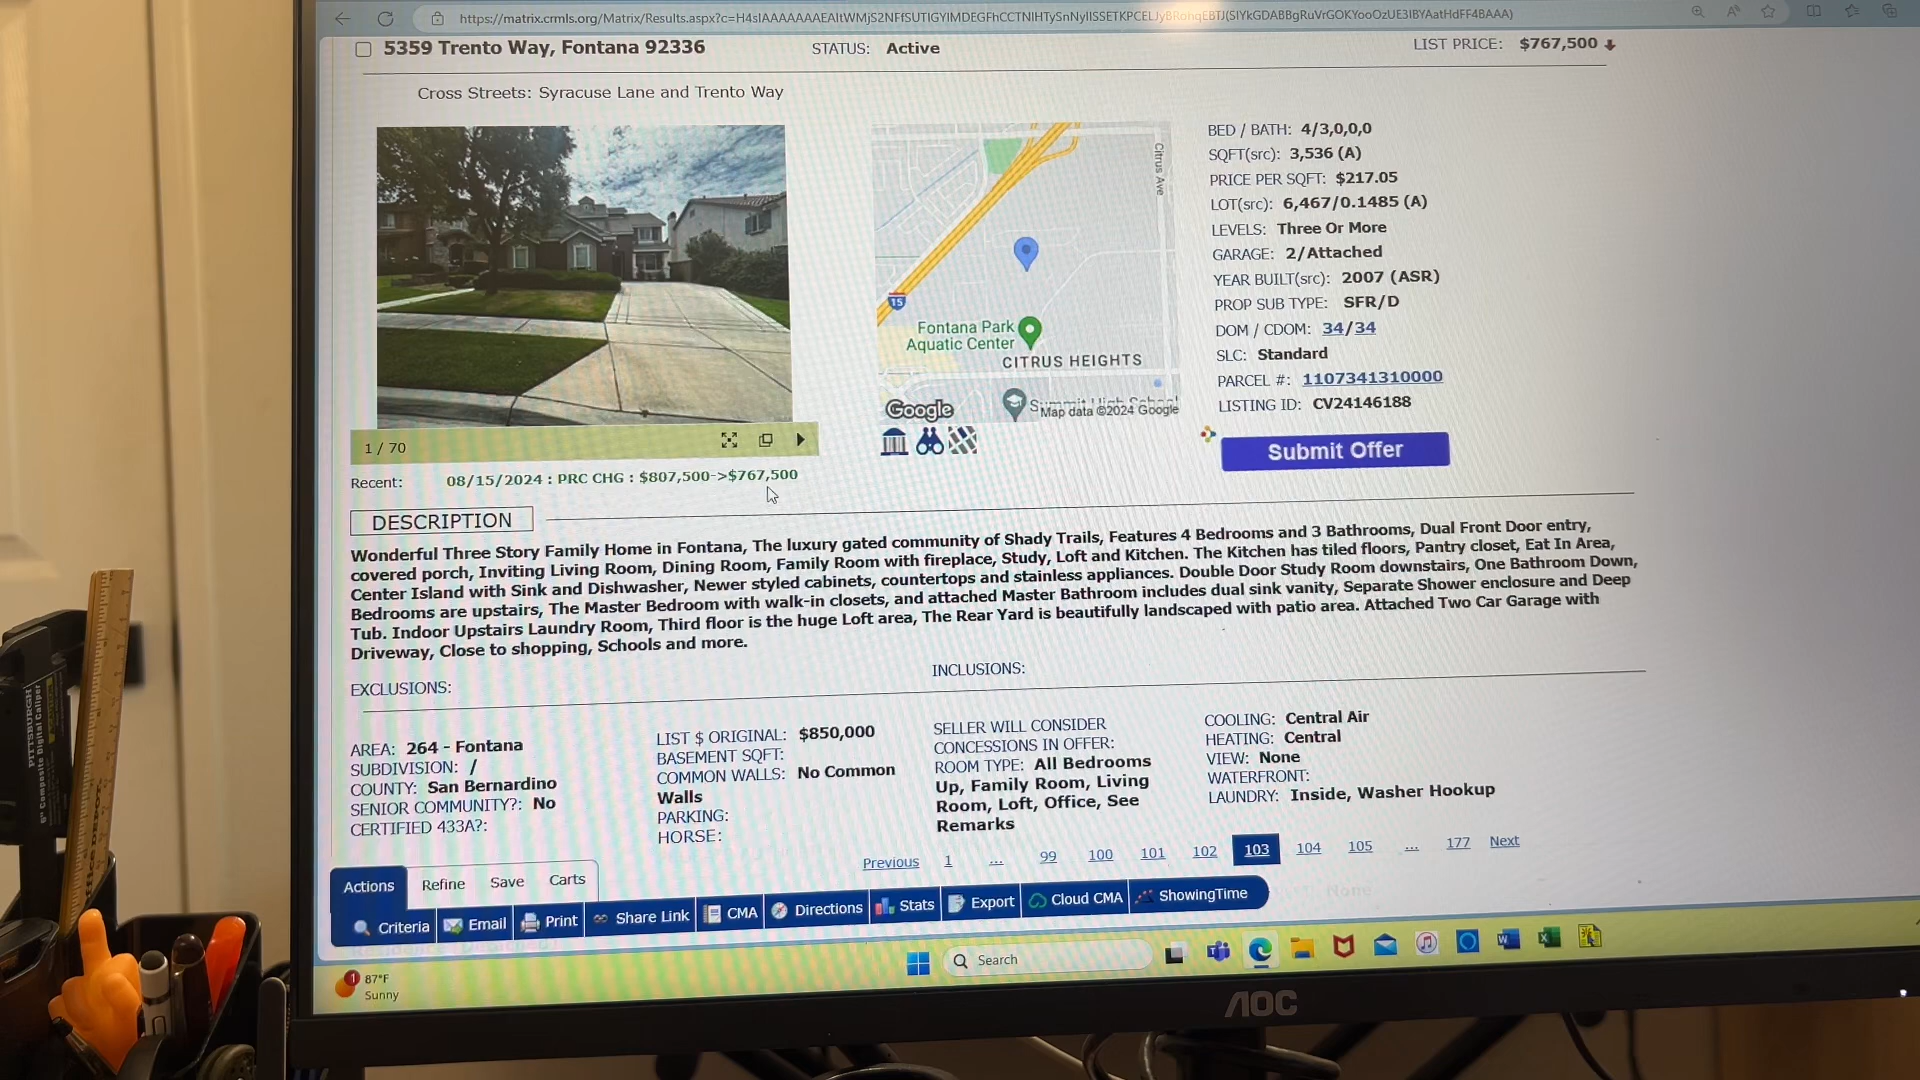 https://matrix.crmls.org/Matrix/Results.aspx?c=
5359 Trento Way, Fontana 92336
STATUS: Active
LIST PRICE: $767,500
Cross Streets: Syracuse Lane and Trento Way
Citrus Ave
15
Fontana Park
Aquatic Center
CITRUS HEIGHTS
Google
Map data ©2024 Google
BED / BATH: 4/3,0,0,0
SQFT(src): 3,536 (A)
PRICE PER SQFT: $217.05
LOT(src): 6,467/0.1485 (A)
LEVELS: Three Or More
GARAGE: 2/Attached
YEAR BUILT(src): 2007 (ASR)
PROP SUB TYPE: SFR/D
DOM / CDOM: 34/34
SLC: Standard
PARCEL #: 1107341310000
LISTING ID: CV24146188
Submit Offer
1 / 70
Recent: 08/15/2024 : PRC CHG : $807,500->$767,500
DESCRIPTION
Wonderful Three Story Family Home in Fontana, The luxury gated community of Shady Trails, Features 4 Bedrooms and 3 Bathrooms, Dual Front Door entry,
covered porch, Inviting Living Room, Dining Room, Family Room with fireplace, Study, Loft and Kitchen. The Kitchen has tiled floors, Pantry closet, Eat In Area,
Center Island with Sink and Dishwasher, Newer styled cabinets, countertops and stainless appliances. Double Door Study Room downstairs, One Bathroom Down,
Bedrooms are upstairs, The Master Bedroom with walk-in closets, and attached Master Bathroom includes dual sink vanity, Separate Shower enclosure and Deep
Tub. Indoor Upstairs Laundry Room, Third floor is the huge Loft area, The Rear Yard is beautifully landscaped with patio area. Attached Two Car Garage with
Driveway, Close to shopping, Schools and more.
EXCLUSIONS:
INCLUSIONS:
AREA: 264 - Fontana
SUBDIVISION: /
COUNTY: San Bernardino
SENIOR COMMUNITY?: No
CERTIFIED 433A?:
LIST $ ORIGINAL: $850,000
BASEMENT SQFT:
COMMON WALLS: No Common
Walls
PARKING:
HORSE:
SELLER WILL CONSIDER
CONCESSIONS IN OFFER:
ROOM TYPE: All Bedrooms
Up, Family Room, Living
Room, Loft, Office, See
Remarks
COOLING: Central Air
HEATING: Central
VIEW: None
WATERFRONT:
LAUNDRY: Inside, Washer Hookup
Previous 1 ... 99 100 101 102 103 104 105 ... 177 Next
Actions Refine Save Carts
Criteria Email Print Share Link CMA Directions Stats Export Cloud CMA ShowingTime
1
87°F
Sunny
Search
AOC
PITTSBURGH
6" Composite Digital Caliper